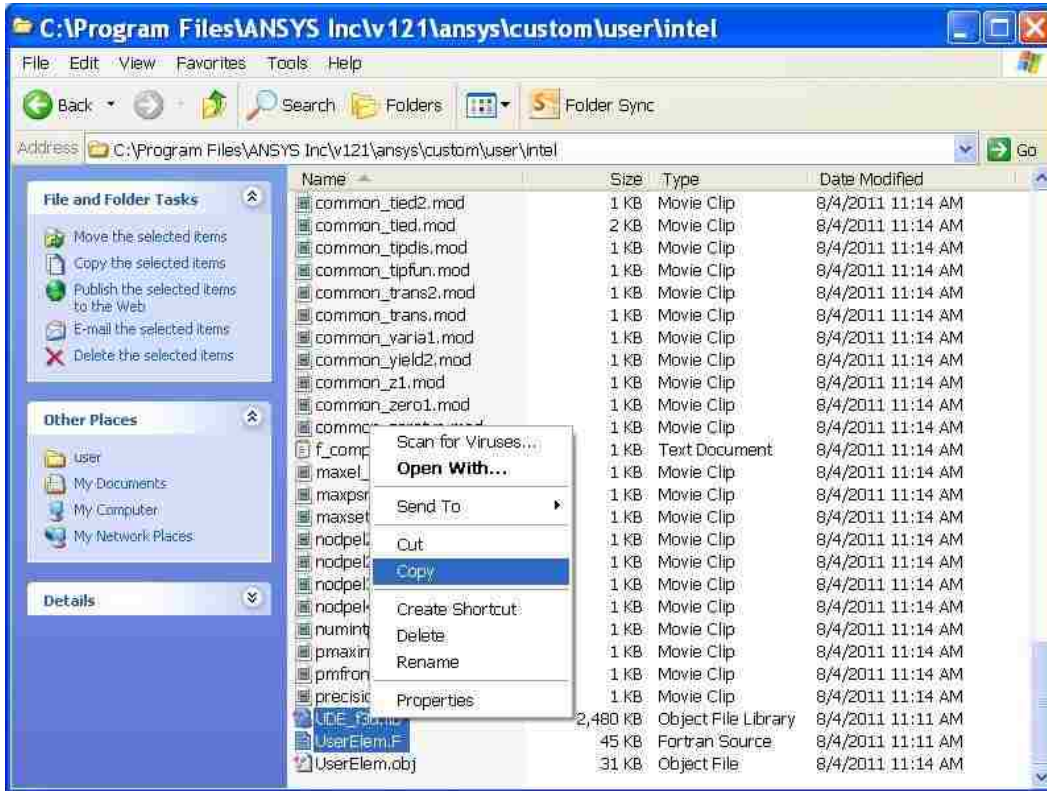 C:\Program Files\ANSYS Inc\v121\ansys\custom\user\intel
File Edit View Favorites Tools Help
Back Search Folders Folder Sync
Address C:\Program Files\ANSYS Inc\v121\ansys\custom\user\intel Go
File and Folder Tasks
Move the selected items
Copy the selected items
Publish the selected items
to the Web
E-mail the selected items
Delete the selected items
Other Places
user
My Documents
My Computer
My Network Places
Details
Name Size Type Date Modified
common_tied2.mod 1 KB Movie Clip 8/4/2011 11:14 AM
common_tied.mod 2 KB Movie Clip 8/4/2011 11:14 AM
common_tipdis.mod 1 KB Movie Clip 8/4/2011 11:14 AM
common_tipfun.mod 1 KB Movie Clip 8/4/2011 11:14 AM
common_trans2.mod 1 KB Movie Clip 8/4/2011 11:14 AM
common_trans.mod 1 KB Movie Clip 8/4/2011 11:14 AM
common_varia1.mod 1 KB Movie Clip 8/4/2011 11:14 AM
common_yield2.mod 1 KB Movie Clip 8/4/2011 11:14 AM
common_z1.mod 1 KB Movie Clip 8/4/2011 11:14 AM
common_zero1.mod 1 KB Movie Clip 8/4/2011 11:14 AM
1 KB Movie Clip 8/4/2011 11:14 AM
f_comp 1 KB Text Document 8/4/2011 11:14 AM
maxel_ 1 KB Movie Clip 8/4/2011 11:14 AM
1 KB Movie Clip 8/4/2011 11:14 AM
maxset 1 KB Movie Clip 8/4/2011 11:14 AM
1 KB Movie Clip 8/4/2011 11:14 AM
1 KB Movie Clip 8/4/2011 11:14 AM
1 KB Movie Clip 8/4/2011 11:14 AM
1 KB Movie Clip 8/4/2011 11:14 AM
1 KB Movie Clip 8/4/2011 11:14 AM
1 KB Movie Clip 8/4/2011 11:14 AM
pmfron 1 KB Movie Clip 8/4/2011 11:14 AM
1 KB Movie Clip 8/4/2011 11:14 AM
2,480 KB Object File Library 8/4/2011 11:11 AM
UserElem.F 45 KB Fortran Source 8/4/2011 11:11 AM
UserElem.obj 31 KB Object File 8/4/2011 11:11 AM
Scan for Viruses...
Open With...
Send To
Cut
Copy
Create Shortcut
Delete
Rename
Properties